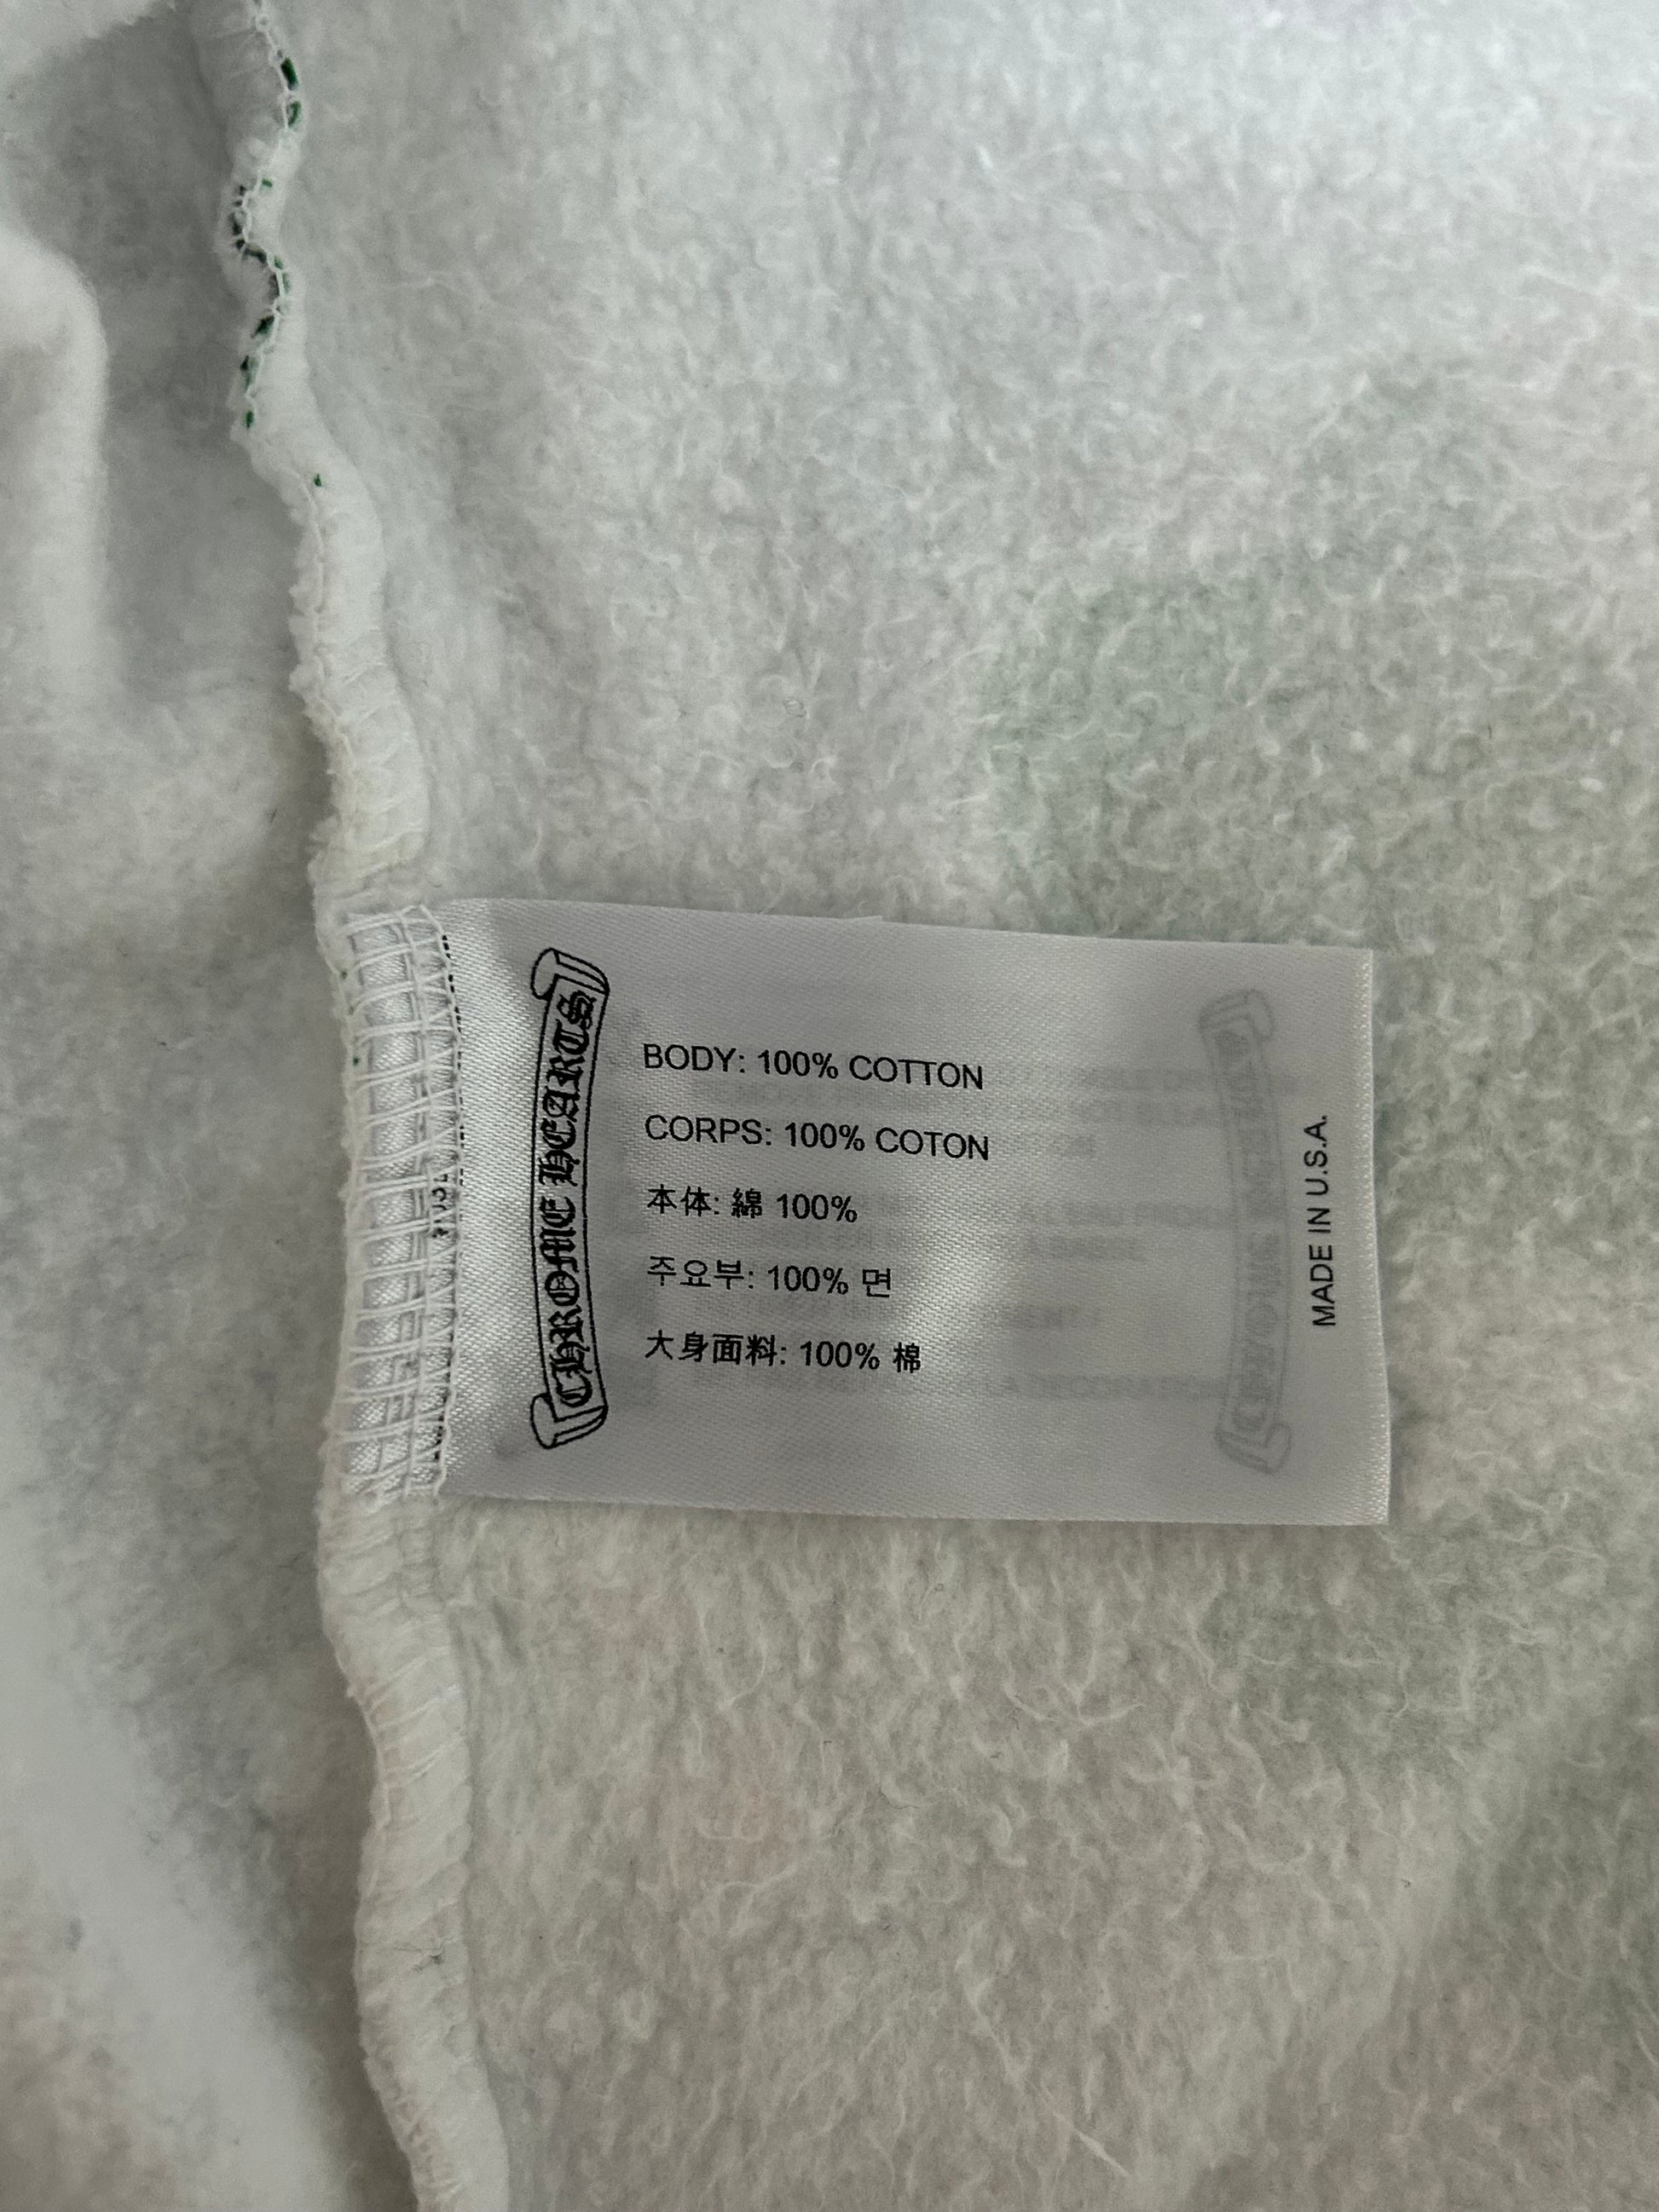 CHROME HEARTS
BODY: 100% COTTON
CORPS: 100% COTON
本体: 綿 100%
주요부: 100% 면
大身面料: 100% 棉
MADE IN U.S.A.